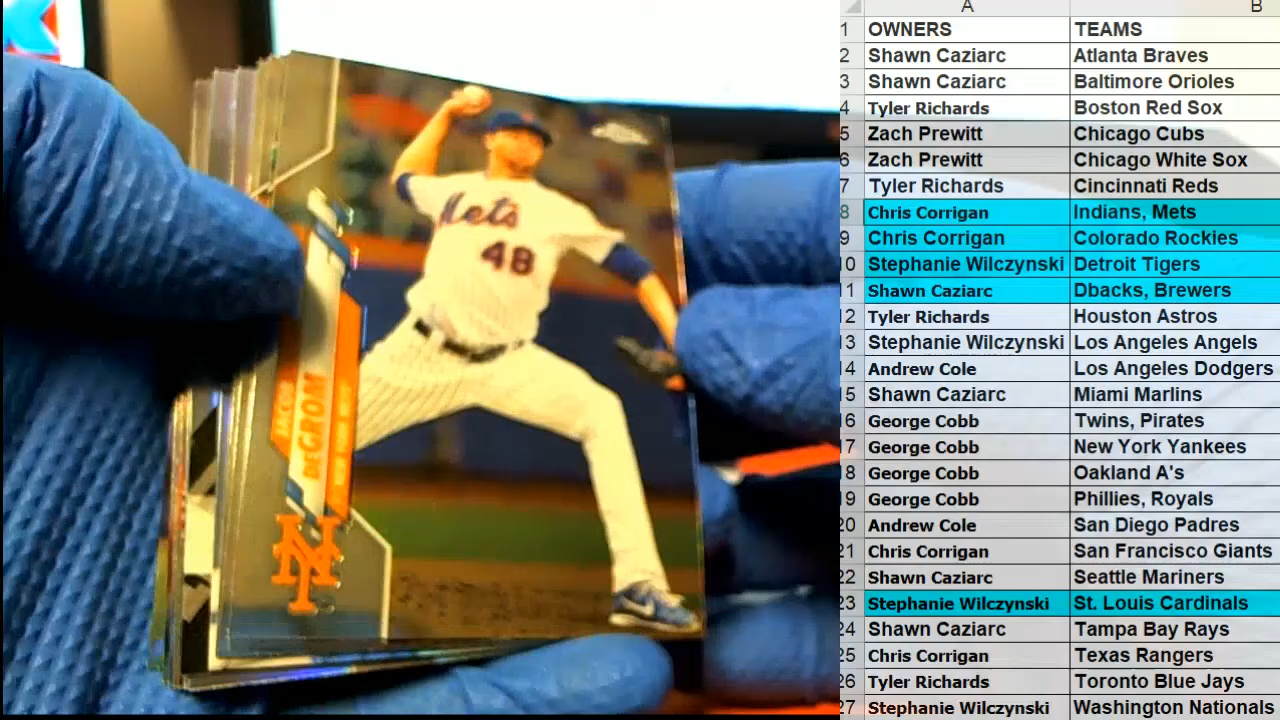 Mets
48
JACOB
DEGROM
NEW YORK METS
NY
A B
1 OWNERS TEAMS
2 Shawn Caziarc Atlanta Braves
3 Shawn Caziarc Baltimore Orioles
4 Tyler Richards Boston Red Sox
5 Zach Prewitt Chicago Cubs
6 Zach Prewitt Chicago White Sox
7 Tyler Richards Cincinnati Reds
8 Chris Corrigan Indians, Mets
9 Chris Corrigan Colorado Rockies
10 Stephanie Wilczynski Detroit Tigers
11 Shawn Caziarc Dbacks, Brewers
12 Tyler Richards Houston Astros
13 Stephanie Wilczynski Los Angeles Angels
14 Andrew Cole Los Angeles Dodgers
15 Shawn Caziarc Miami Marlins
16 George Cobb Twins, Pirates
17 George Cobb New York Yankees
18 George Cobb Oakland A's
19 George Cobb Phillies, Royals
20 Andrew Cole San Diego Padres
21 Chris Corrigan San Francisco Giants
22 Shawn Caziarc Seattle Mariners
23 Stephanie Wilczynski St. Louis Cardinals
24 Shawn Caziarc Tampa Bay Rays
25 Chris Corrigan Texas Rangers
26 Tyler Richards Toronto Blue Jays
27 Stephanie Wilczynski Washington Nationals